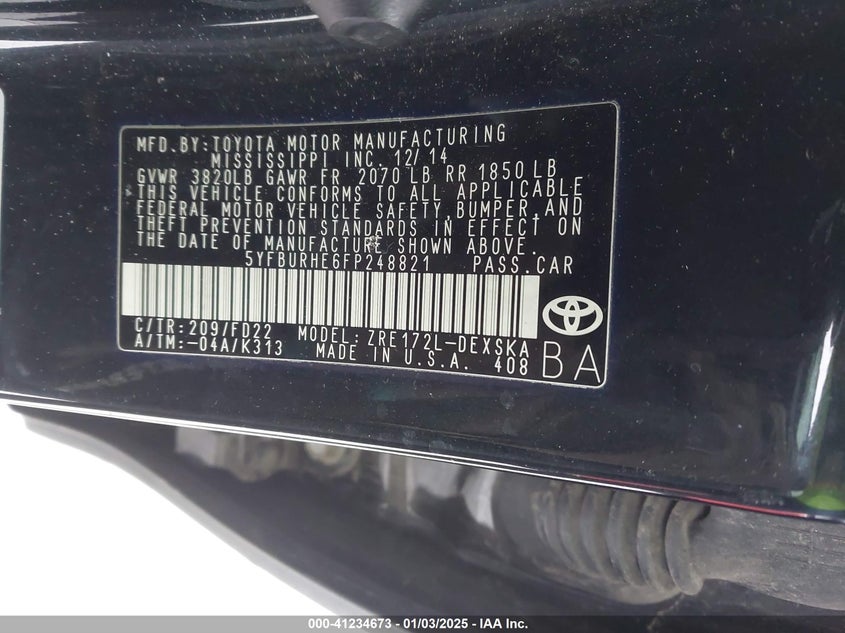 MFD.BY:TOYOTA MOTOR MANUFACTURING
MISSISSIPPI INC. 12/14
GVWR 3820LB GAWR FR 2070LB RR 1850LB
THIS VEHICLE CONFORMS TO ALL APPLICABLE
FEDERAL MOTOR VEHICLE SAFETY,BUMPER,AND
THEFT PREVENTION STANDARDS IN EFFECT ON
THE DATE OF MANUFACTURE SHOWN ABOVE.
5YFBURHE6FP248821 PASS.CAR
C/TR:209/FD22 MODEL:ZRE172L-DEXSKA
A/TM:-04A/K313 MADE IN U.S.A. 408
BA
000-41234673 - 01/03/2025 - IAA Inc.